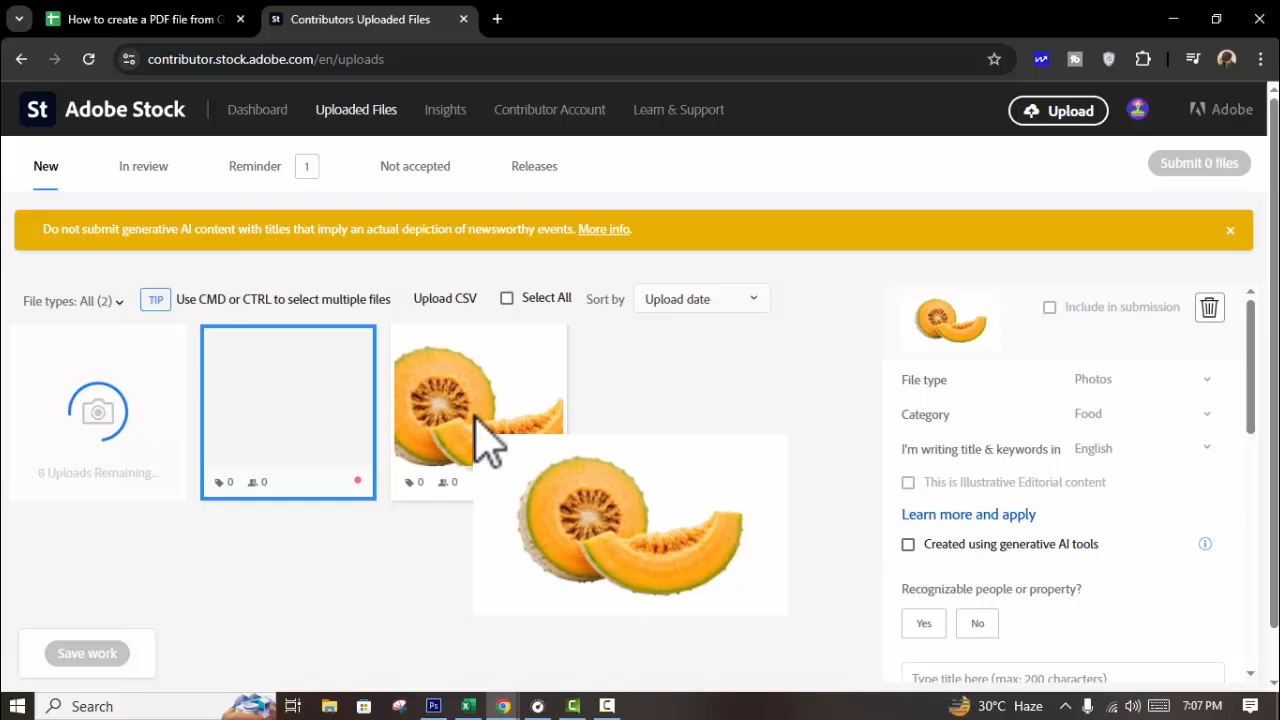 How to create a PDF file from G
Contributors Uploaded Files
contributor.stock.adobe.com/en/uploads
St Adobe Stock
Dashboard
Uploaded Files
Insights
Contributor Account
Learn & Support
Upload
Adobe
New
In review
Reminder 1
Not accepted
Releases
Submit 0 files
Do not submit generative AI content with titles that imply an actual depiction of newsworthy events. More info.
File types: All (2)
TIP Use CMD or CTRL to select multiple files
Upload CSV
Select All
Sort by Upload date
Include in submission
File type Photos
Category Food
I'm writing title & keywords in English
This is Illustrative Editorial content
Learn more and apply
Created using generative AI tools
Recognizable people or property?
Yes No
Type title here (max: 200 characters)
8 Uploads Remaining...
0 0
0 0
Save work
Search
30°C Haze
7:07 PM